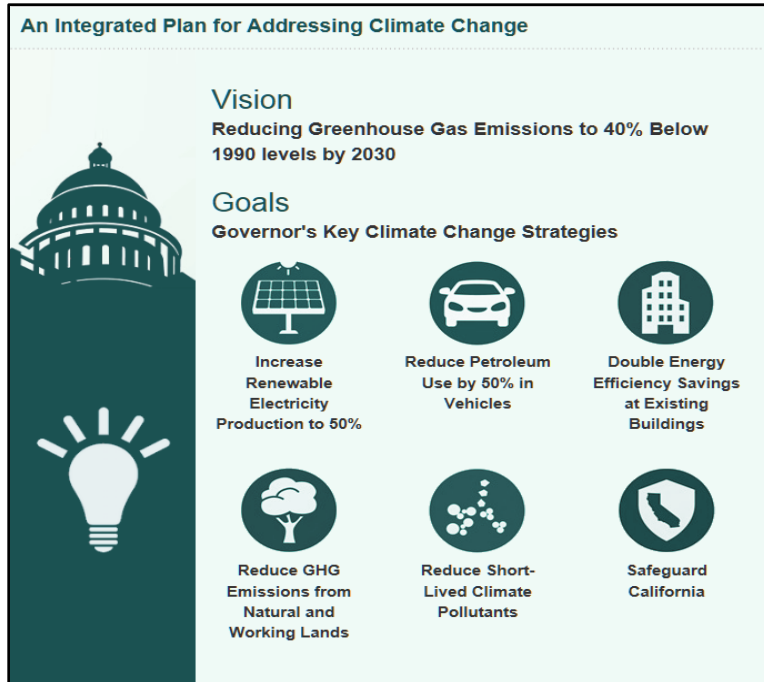 An Integrated Plan for Addressing Climate Change
Vision
Reducing Greenhouse Gas Emissions to 40% Below
1990 levels by 2030
Goals
Governor's Key Climate Change Strategies
Increase
Renewable
Electricity
Production to 50%
Reduce Petroleum
Use by 50% in
Vehicles
Double Energy
Efficiency Savings
at Existing
Buildings
Reduce GHG
Emissions from
Natural and
Working Lands
Reduce Short-
Lived Climate
Pollutants
Safeguard
California